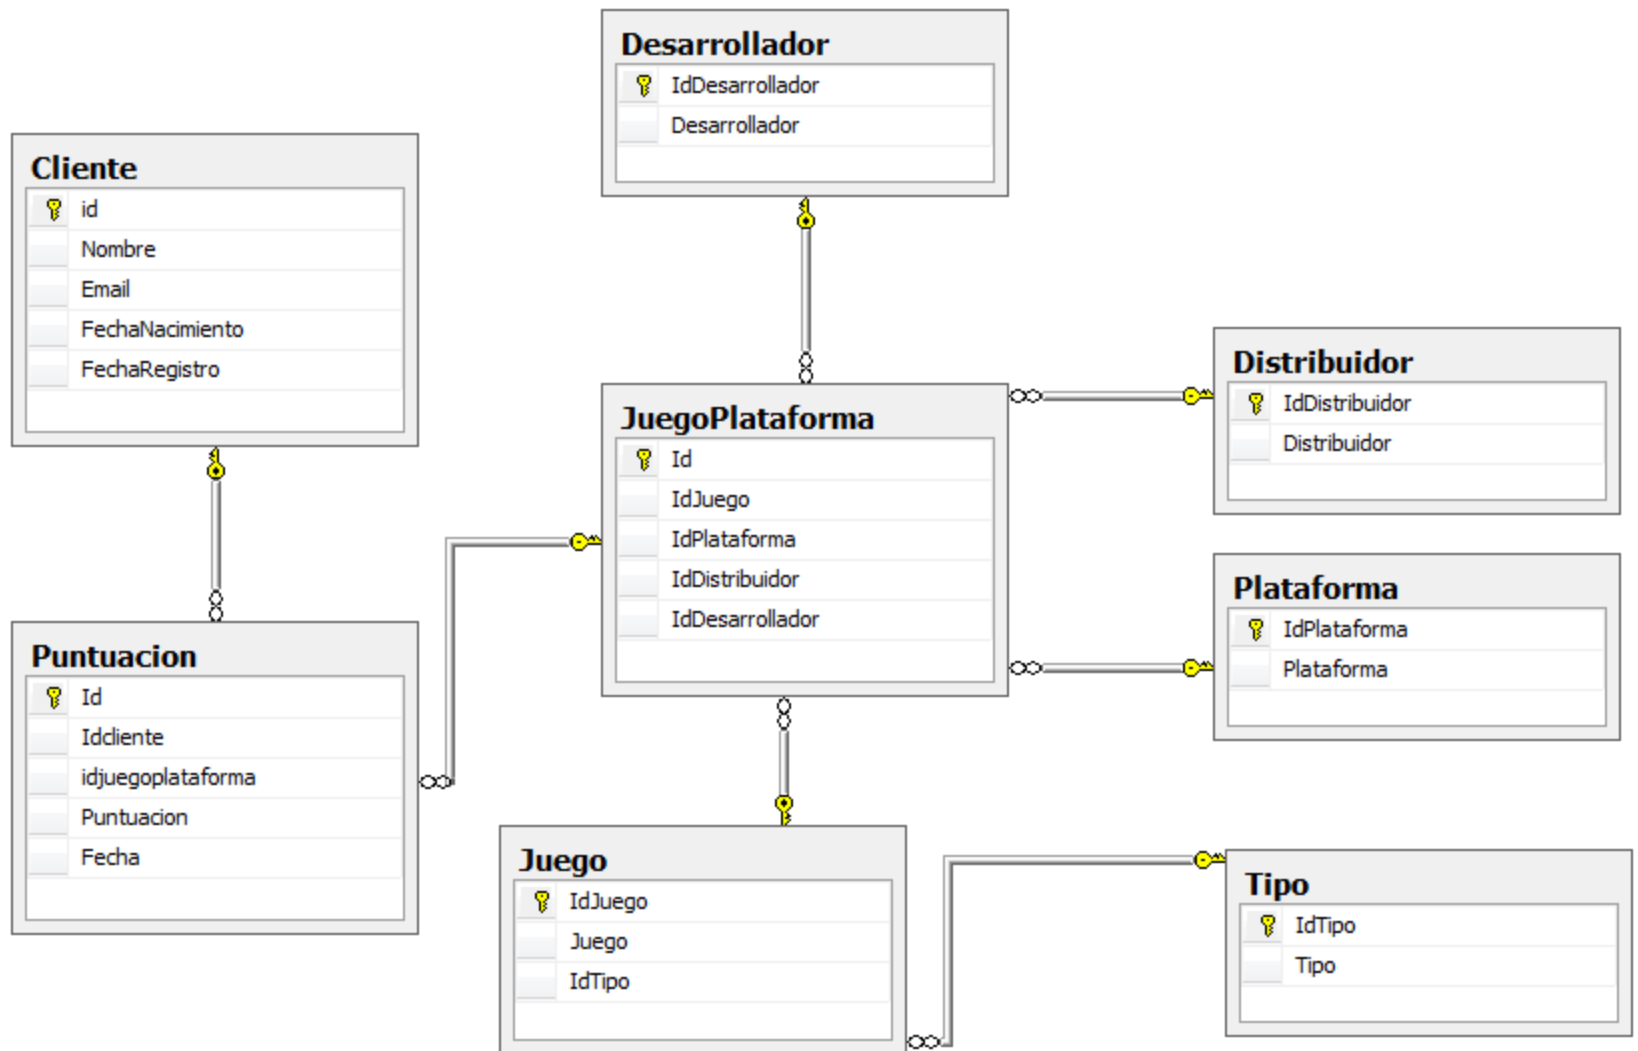 Desarrollador
IdDesarrollador
Desarrollador
Cliente
id
Nombre
Email
FechaNacimiento
FechaRegistro
Distribuidor
IdDistribuidor
Distribuidor
JuegoPlataforma
Id
IdJuego
IdPlataforma
IdDistribuidor
IdDesarrollador
Plataforma
IdPlataforma
Plataforma
Puntuacion
Id
Idcliente
idjuegoplataforma
Puntuacion
Fecha
Juego
IdJuego
Juego
IdTipo
Tipo
IdTipo
Tipo